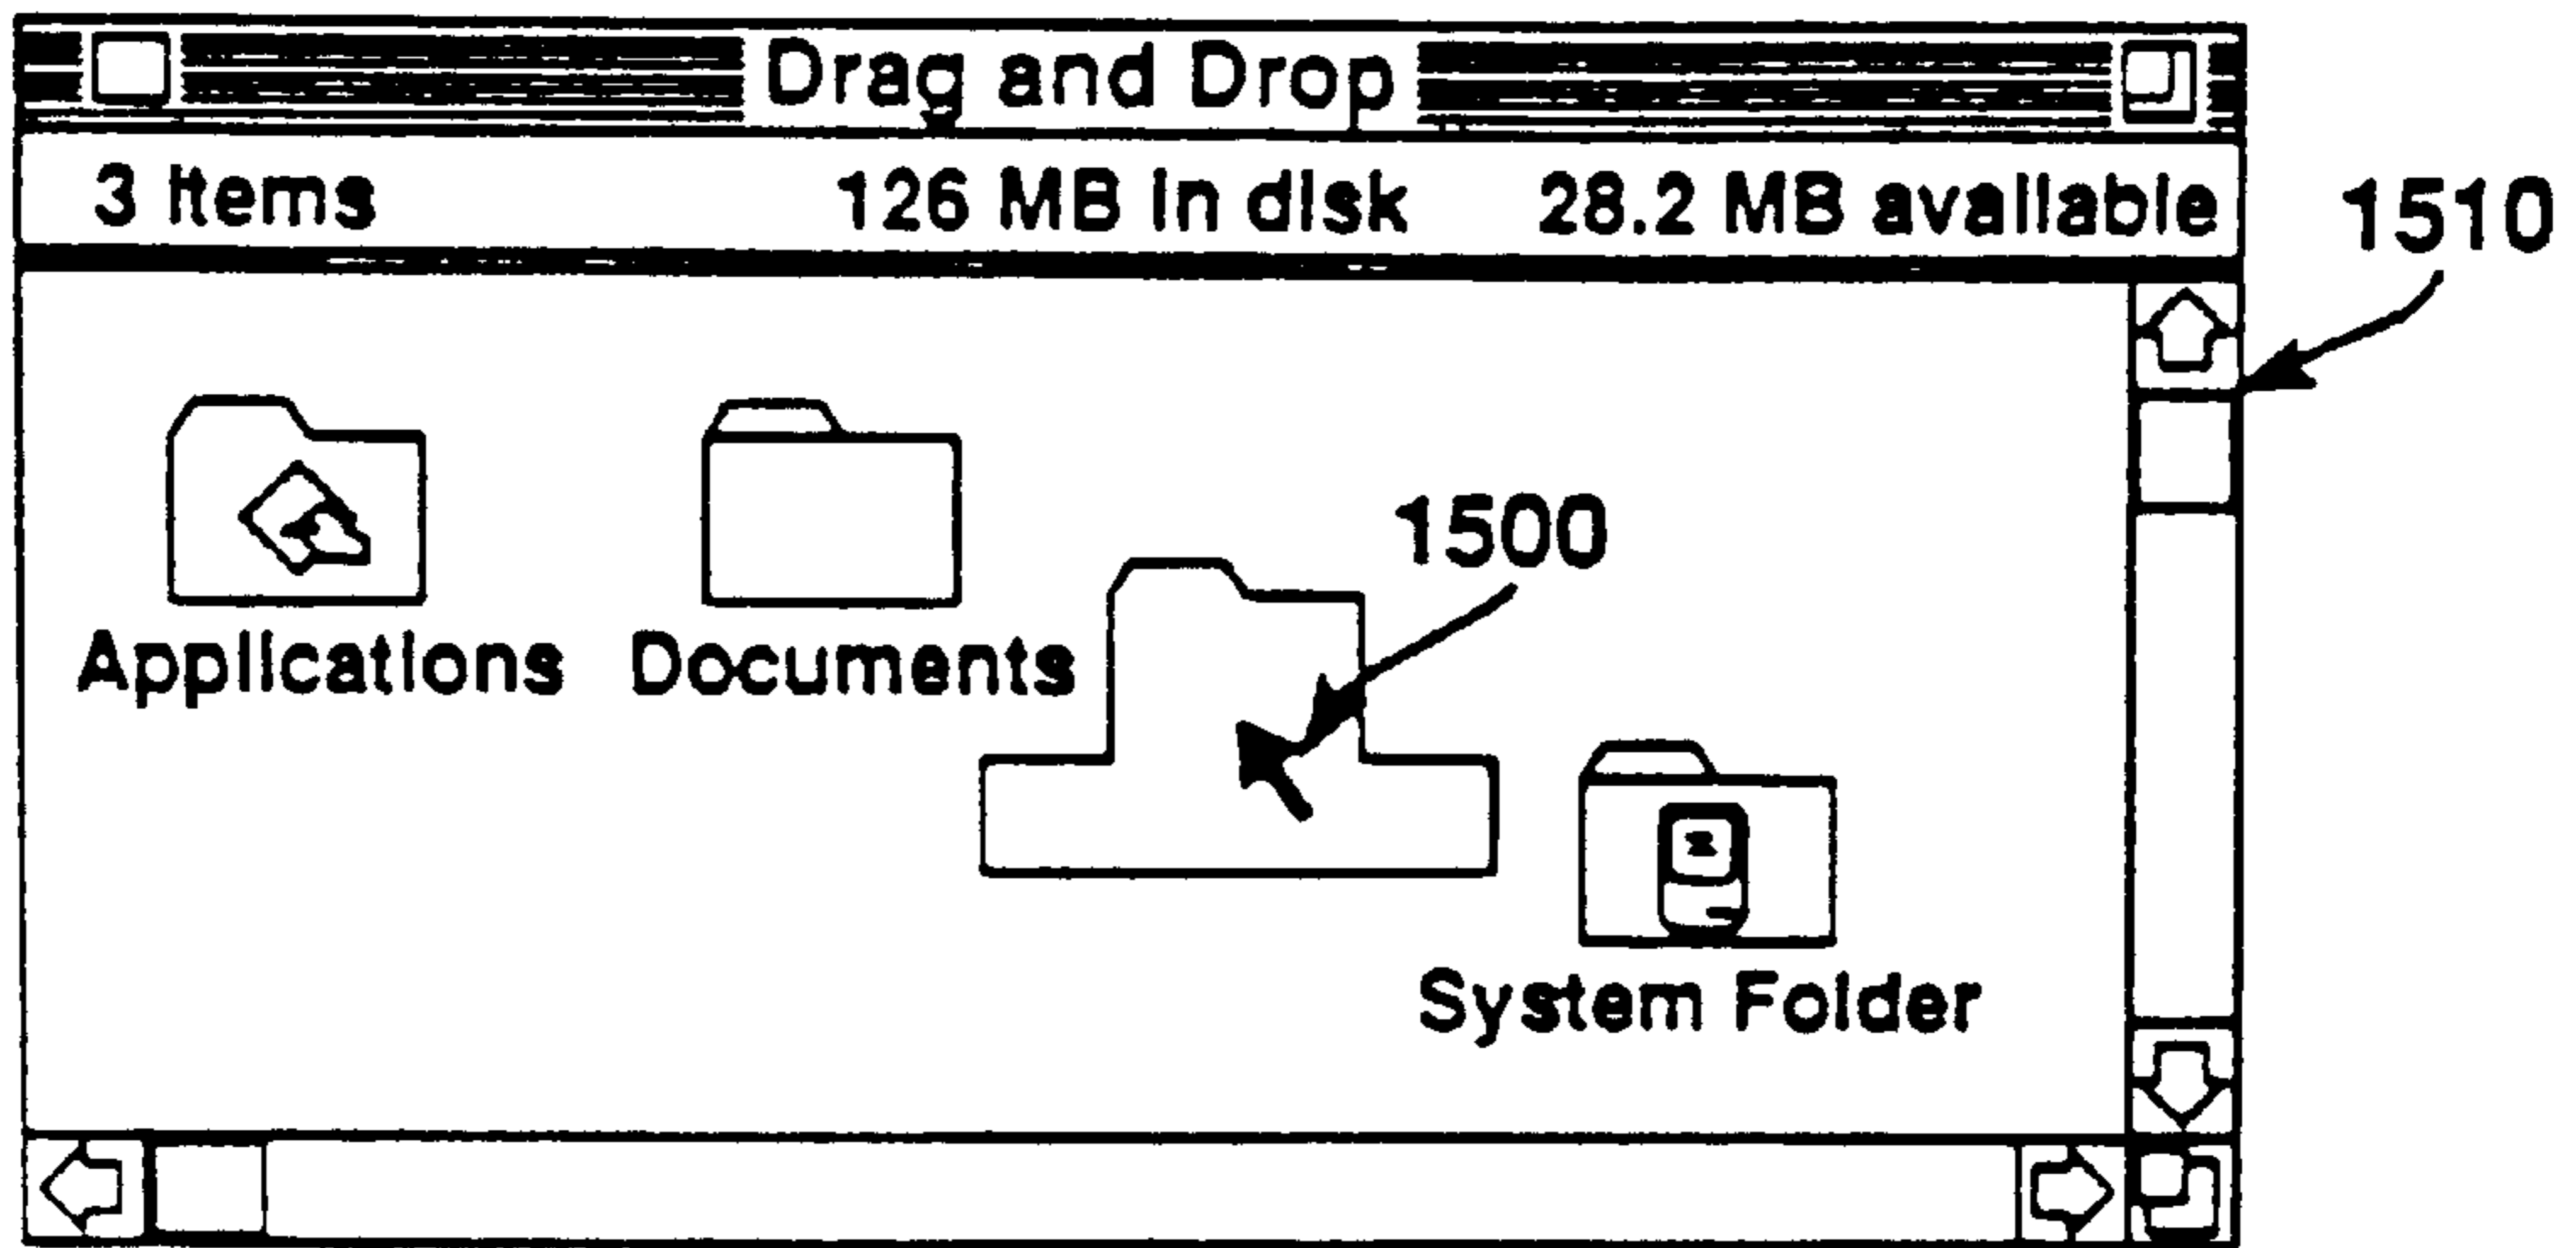 Drag and Drop
3 items
126 MB in disk
28.2 MB available
1510
1500
Applications
Documents
System Folder